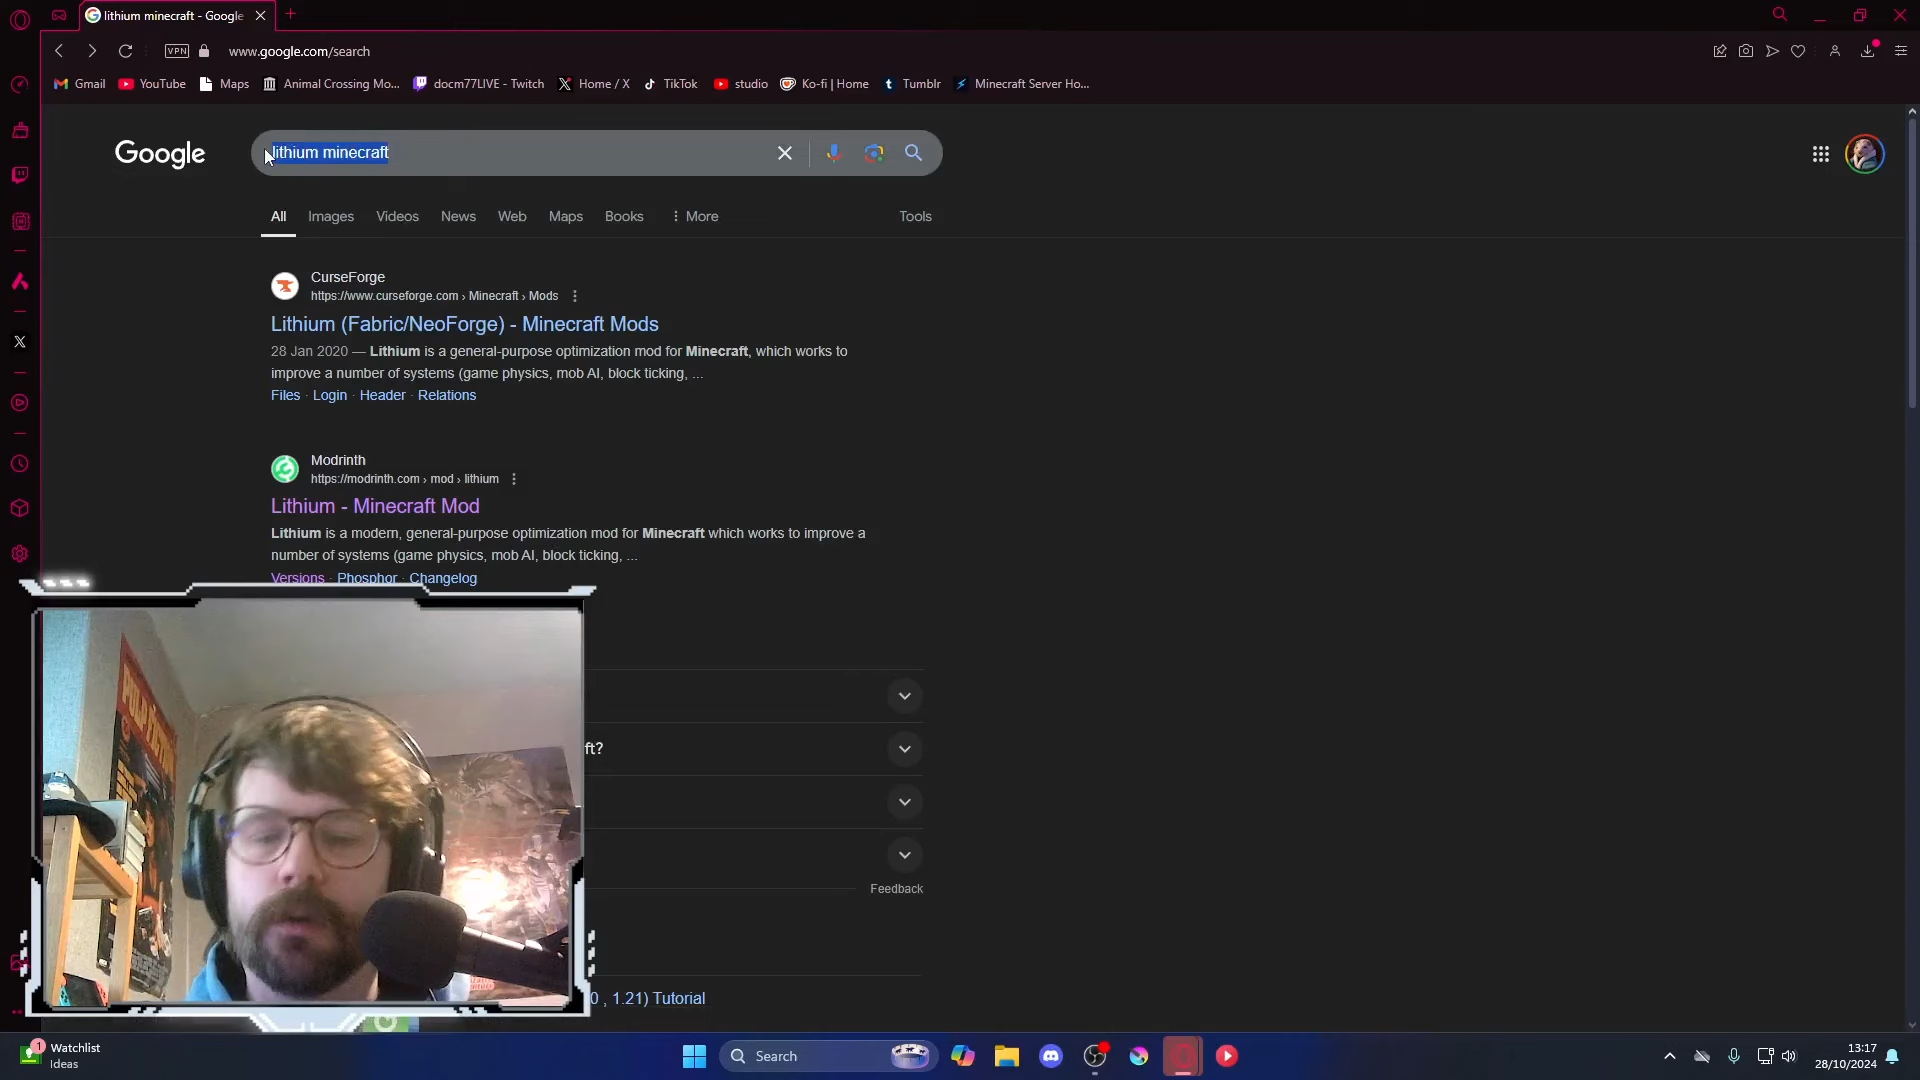 lithium minecraft - Google
VPN
www.google.com/search
Gmail YouTube Maps Animal Crossing Mo... docm77LIVE - Twitch Home / X TikTok studio Ko-fi | Home Tumblr Minecraft Server Ho...
Google
lithium minecraft
All Images Videos News Web Maps Books More Tools
CurseForge
https://www.curseforge.com › Minecraft › Mods
Lithium (Fabric/NeoForge) - Minecraft Mods
28 Jan 2020 — Lithium is a general-purpose optimization mod for Minecraft, which works to
improve a number of systems (game physics, mob AI, block ticking, ...
Files · Login · Header · Relations
Modrinth
https://modrinth.com › mod › lithium
Lithium - Minecraft Mod
Lithium is a modern, general-purpose optimization mod for Minecraft which works to improve a
number of systems (game physics, mob AI, block ticking, ...
Versions · Phosphor · Changelog
ft?
Feedback
0 , 1.21) Tutorial
1
Watchlist
Ideas
Search
13:17
28/10/2024